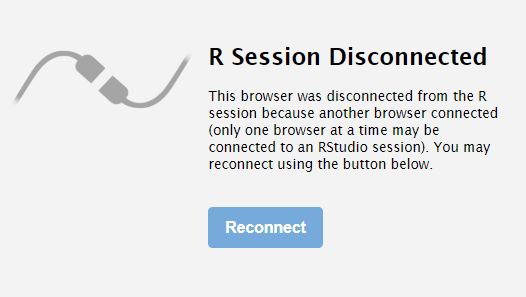 R Session Disconnected
This browser was disconnected from the R
session because another browser connected
(only one browser at a time may be
connected to an RStudio session). You may
reconnect using the button below.
Reconnect